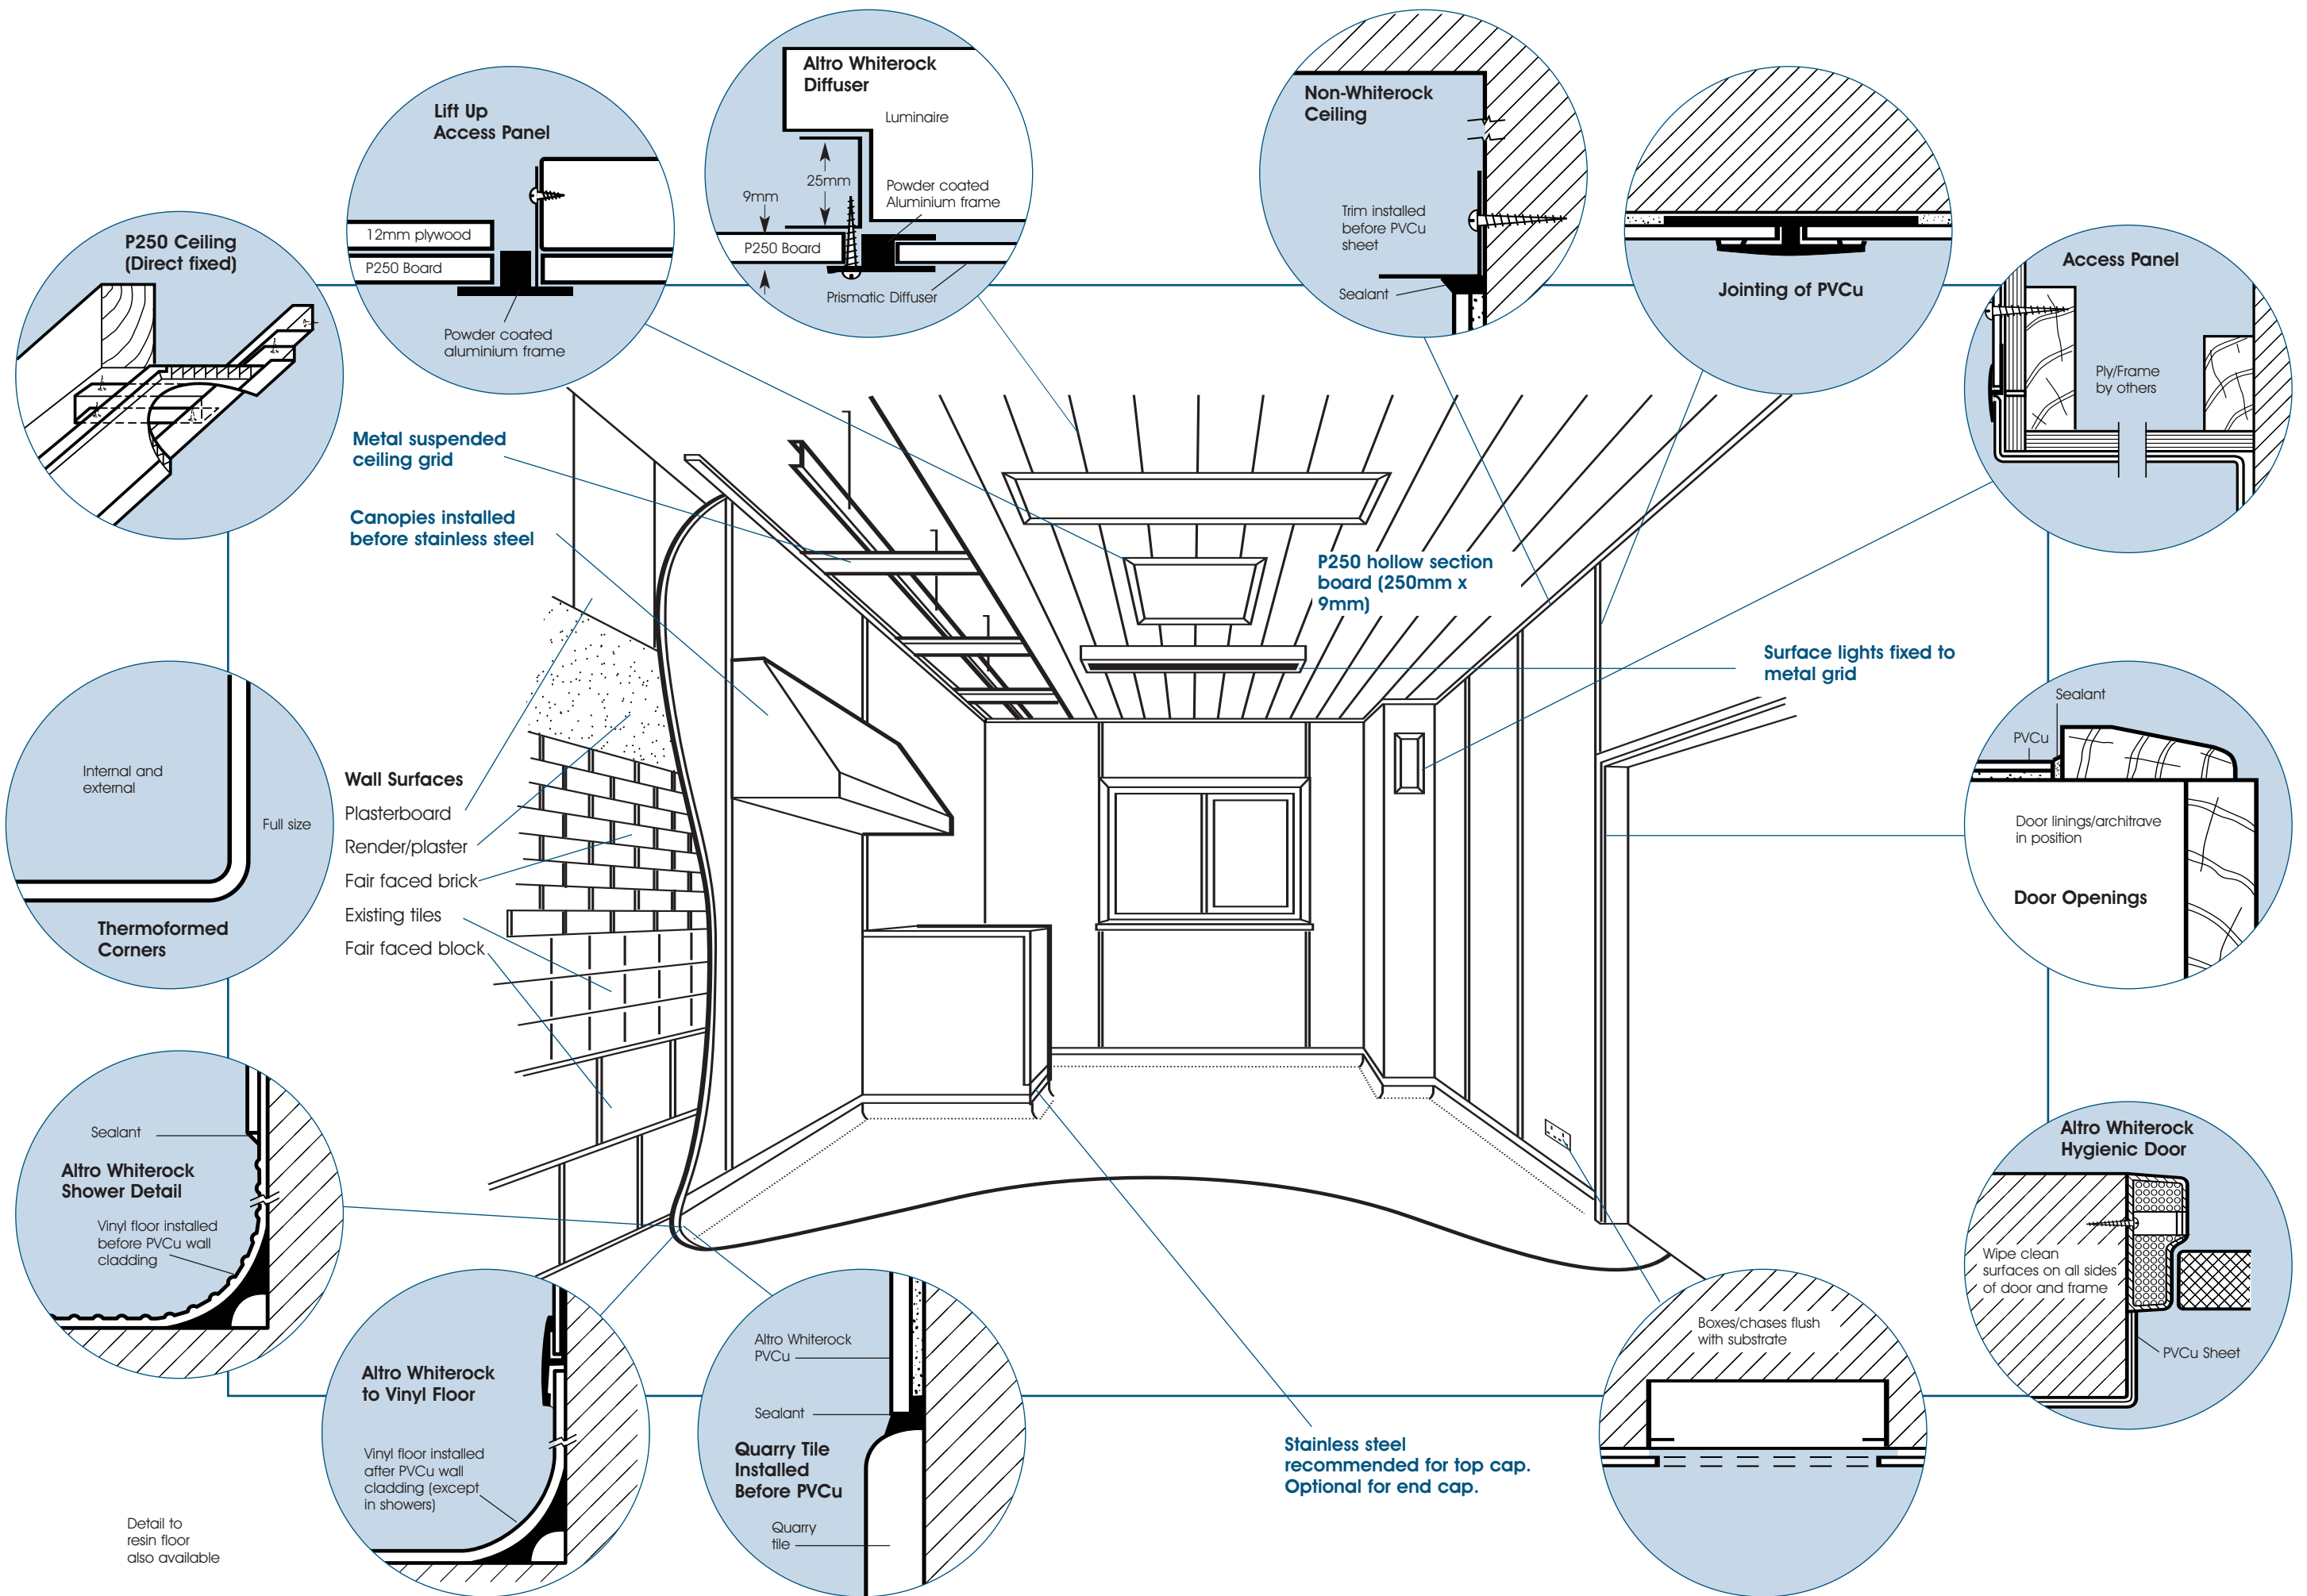 Altro Whiterock
Diffuser
Luminaire
25mm
9mm
Powder coated
Aluminium frame
P250 Board
Prismatic Diffuser
Lift Up
Access Panel
12mm plywood
P250 Board
Powder coated
aluminium frame
Non-Whiterock
Ceiling
Trim installed
before PVCu
sheet
Sealant
Jointing of PVCu
P250 Ceiling
(Direct fixed)
Access Panel
Ply/Frame
by others
Metal suspended
ceiling grid
Canopies installed
before stainless steel
P250 hollow section
board (250mm x
9mm)
Surface lights fixed to
metal grid
Internal and
external
Full size
Thermoformed
Corners
Wall Surfaces
Plasterboard
Render/plaster
Fair faced brick
Existing tiles
Fair faced block
Sealant
PVCu
Door linings/architrave
in position
Door Openings
Sealant
Altro Whiterock
Shower Detail
Vinyl floor installed
before PVCu wall
cladding
Altro Whiterock
Hygienic Door
Wipe clean
surfaces on all sides
of door and frame
PVCu Sheet
Altro Whiterock
to Vinyl Floor
Vinyl floor installed
after PVCu wall
cladding (except
in showers)
Altro Whiterock
PVCu
Sealant
Quarry Tile
Installed
Before PVCu
Quarry
tile
Stainless steel
recommended for top cap.
Optional for end cap.
Boxes/chases flush
with substrate
Detail to
resin floor
also available